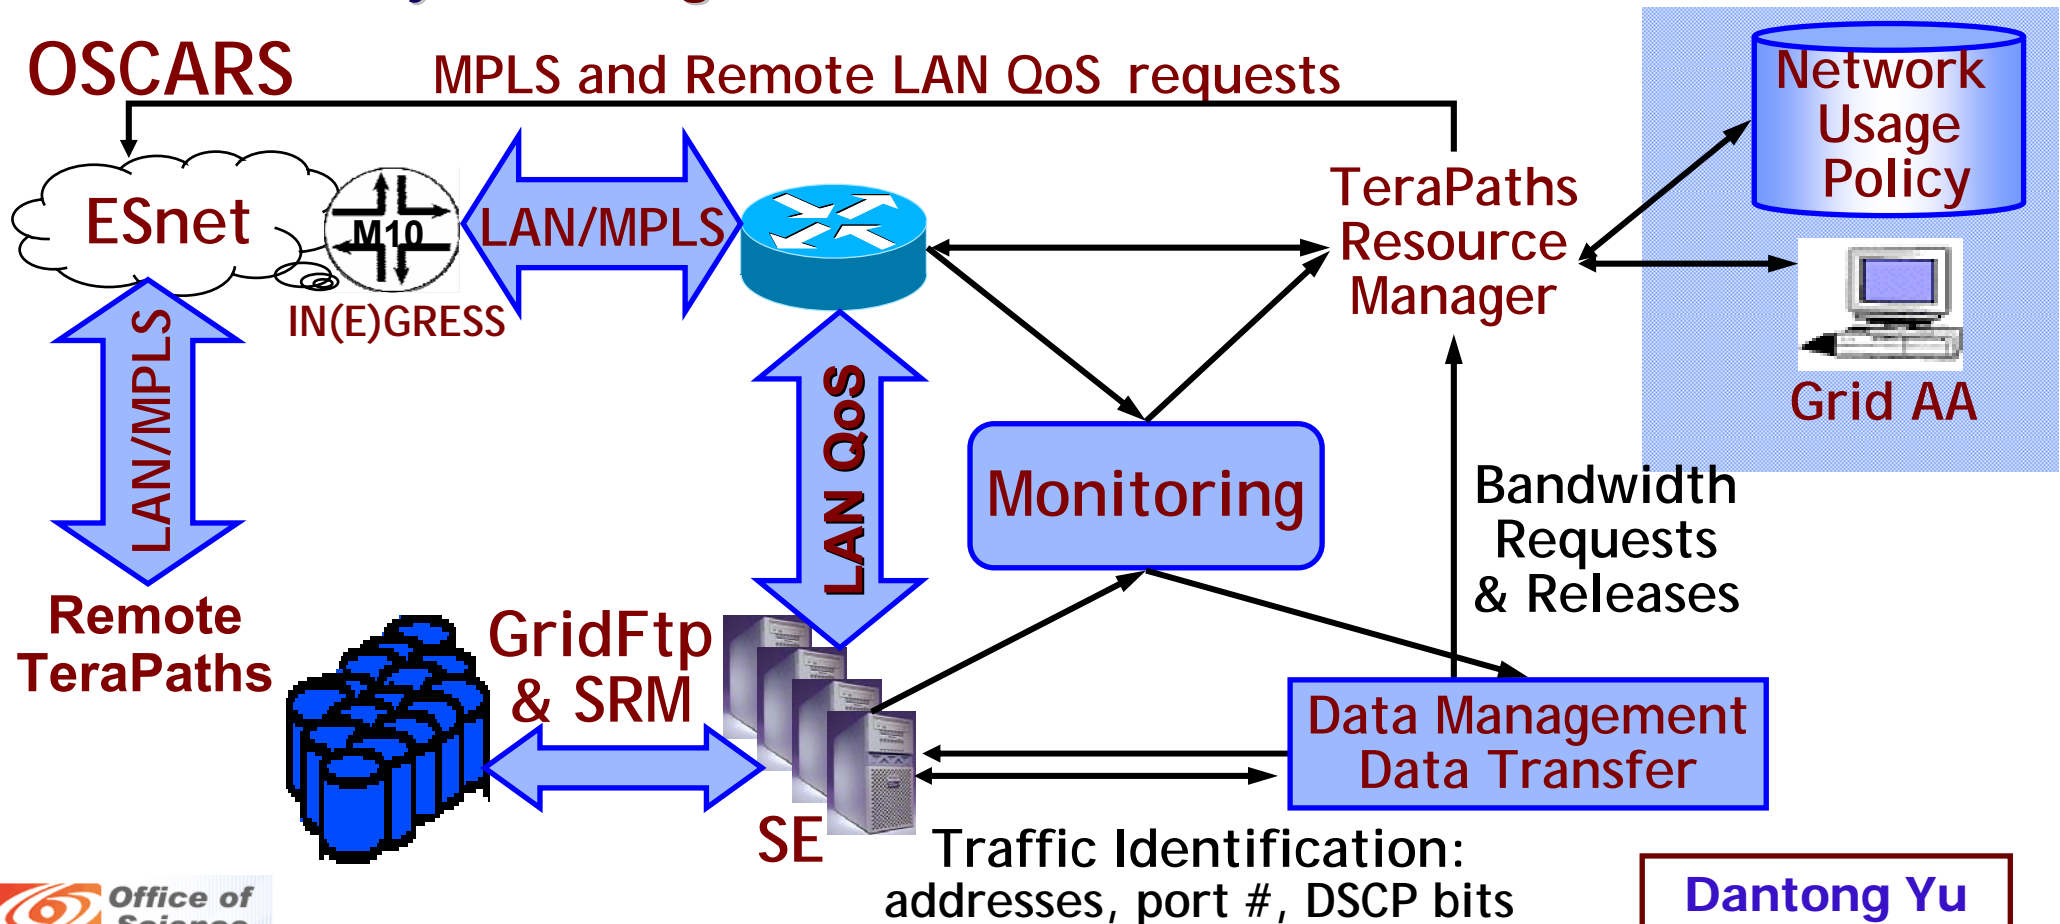 OSCARS
MPLS and Remote LAN QoS requests
Network
Usage
Policy
TeraPaths
Resource
Manager
ESnet
M10
LAN/MPLS
IN(E)GRESS
Grid AA
LAN/MPLS
LAN QoS
Monitoring
Bandwidth
Requests
& Releases
Remote
TeraPaths
GridFtp
& SRM
SE
Data Management
Data Transfer
Traffic Identification:
addresses, port #, DSCP bits
Office of
Science
Dantong Yu